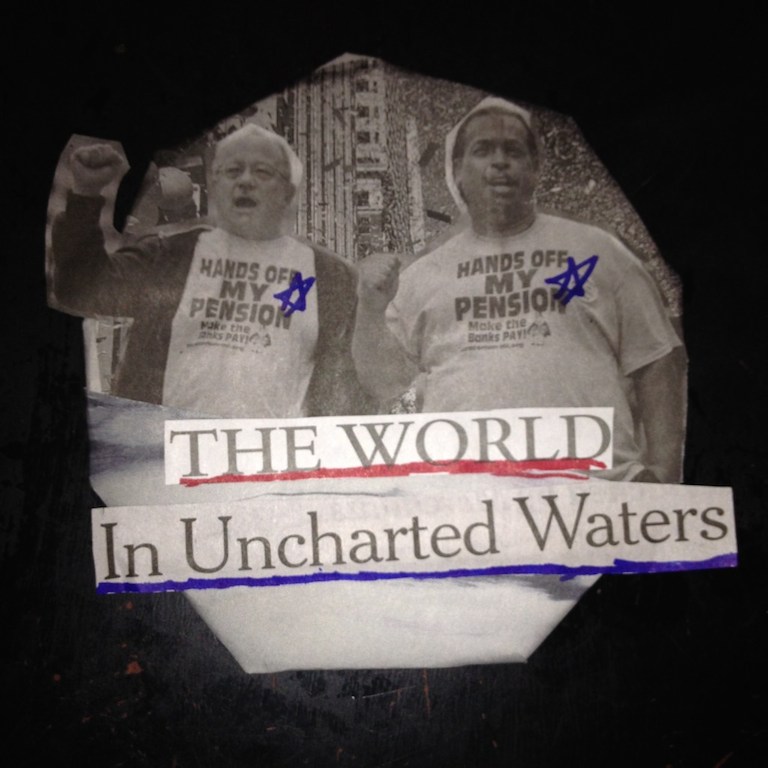 HANDS OFF
MY
PENSION
Make the
Banks PAY!
HANDS OFF
MY
PENSION
Make the
Banks PAY!
THE WORLD
In Uncharted Waters